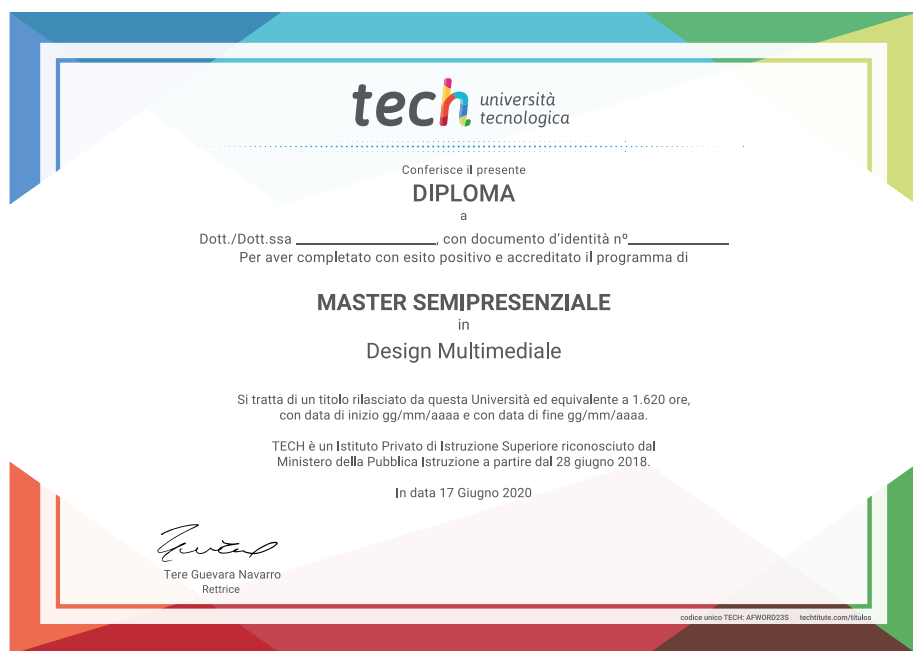 tech università
tecnologica
Conferisce il presente
DIPLOMA
a
Dott./Dott.ssa ________________, con documento d'identità nº____________
Per aver completato con esito positivo e accreditato il programma di
MASTER SEMIPRESENZIALE
in
Design Multimediale
Si tratta di un titolo rilasciato da questa Università ed equivalente a 1.620 ore,
con data di inizio gg/mm/aaaa e con data di fine gg/mm/aaaa.
TECH è un Istituto Privato di Istruzione Superiore riconosciuto dal
Ministero della Pubblica Istruzione a partire dal 28 giugno 2018.
In data 17 Giugno 2020
Tere Guevara Navarro
Rettrice
codice unico TECH: AFWORD23S techtitute.com/titulos